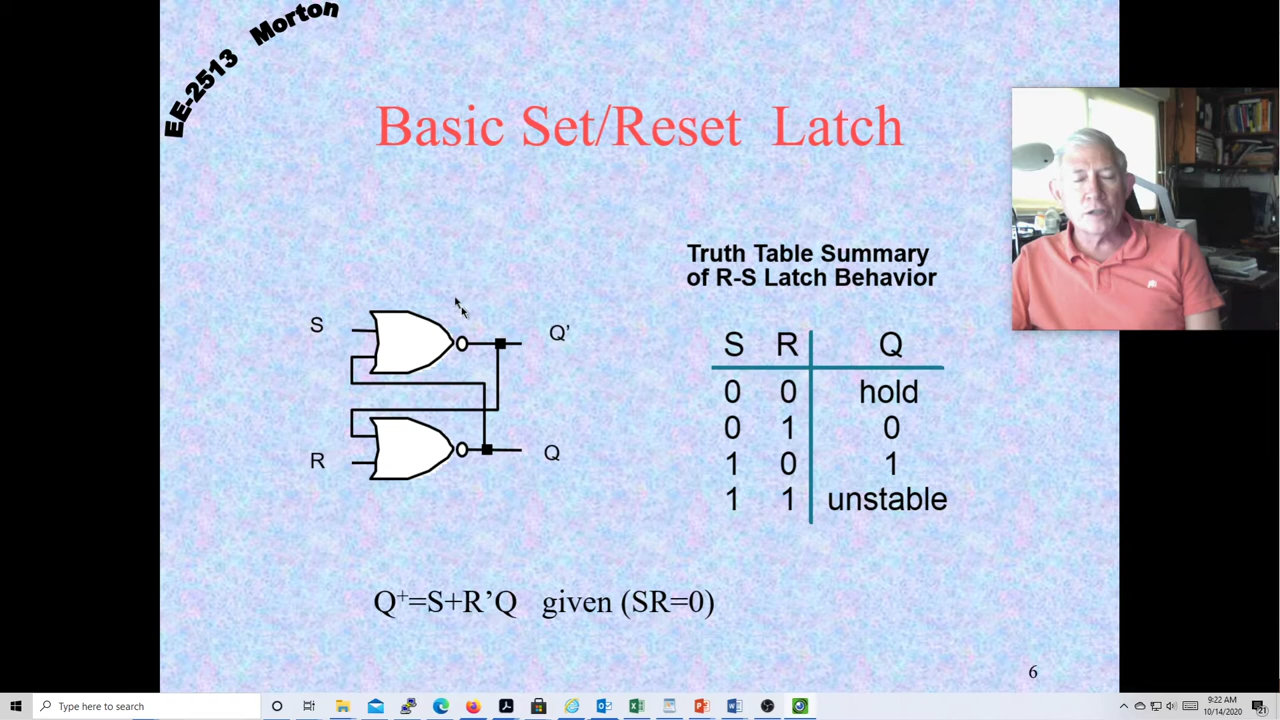 EE-2513 Morton
Basic Set/Reset Latch
Truth Table Summary
of R-S Latch Behavior
S R Q
0 0 hold
0 1 0
1 0 1
1 1 unstable
S
Q’
R
Q
Q⁺=S+R’Q given (SR=0)
6
Type here to search
9:22 AM
10/14/2020
21